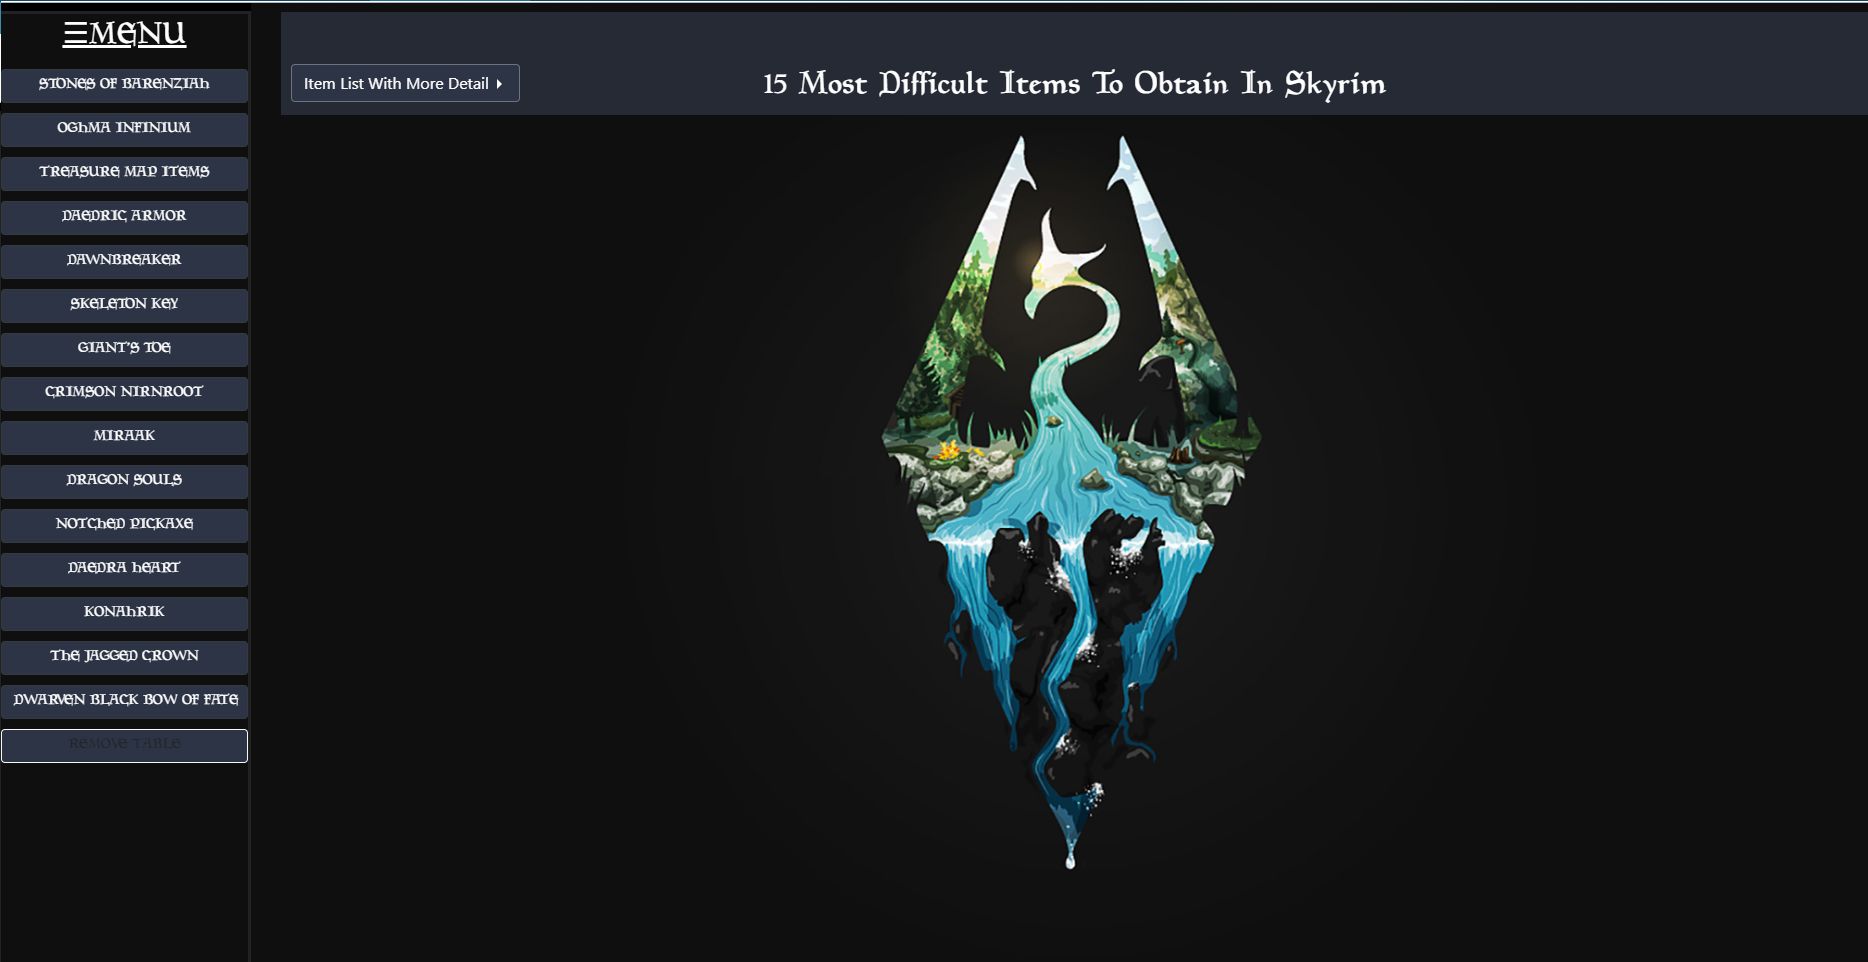 ☰MENU
STONES OF BARENZIAH
OGHMA INFINIUM
TREASURE MAP ITEMS
DAEDRIC ARMOR
DAWNBREAKER
SKELETON KEY
GIANT'S TOE
CRIMSON NIRNROOT
MIRAAK
DRAGON SOULS
NOTCHED PICKAXE
DAEDRA HEART
KONAHRIK
THE JAGGED CROWN
DWARVEN BLACK BOW OF FATE
REMOVE TABLE
Item List With More Detail
15 Most Difficult Items To Obtain In Skyrim